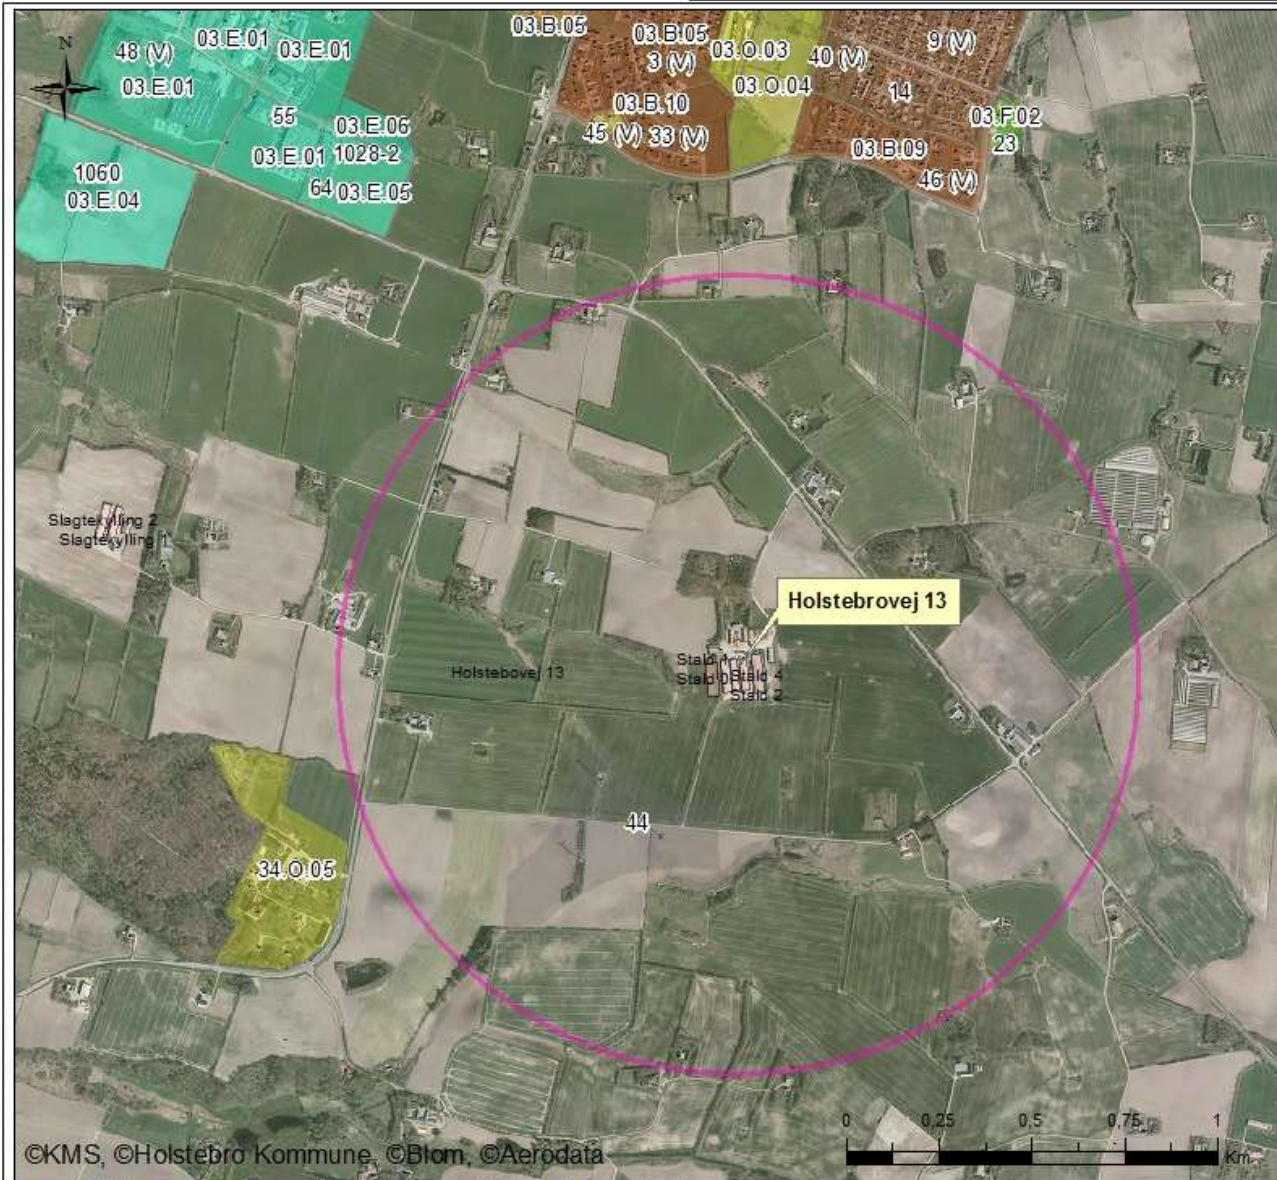 03.B.05
03.B.05
03.E.01
03.E.01
48 (V)
03.O.03
40 (V)
9 (V)
N
3 (V)
03.E.01
03.O.04
14
03.B.10
03.F.02
55
03.E.06
45 (V)
33 (V)
23
03.E.01
1028-2
03.B.09
1060
64
03.E.05
46 (V)
03.E.04
Slagtekylling 2
Slagtekylling 1
Holstebrovej 13
Stald 1
Holstebovej 13
Stald 0
Stald 4
Stald 2
44
34.O.05
0
0,25
0,5
0,75
1
Km.
©KMS, ©Holstebro Kommune, ©Blom, ©Aerodata